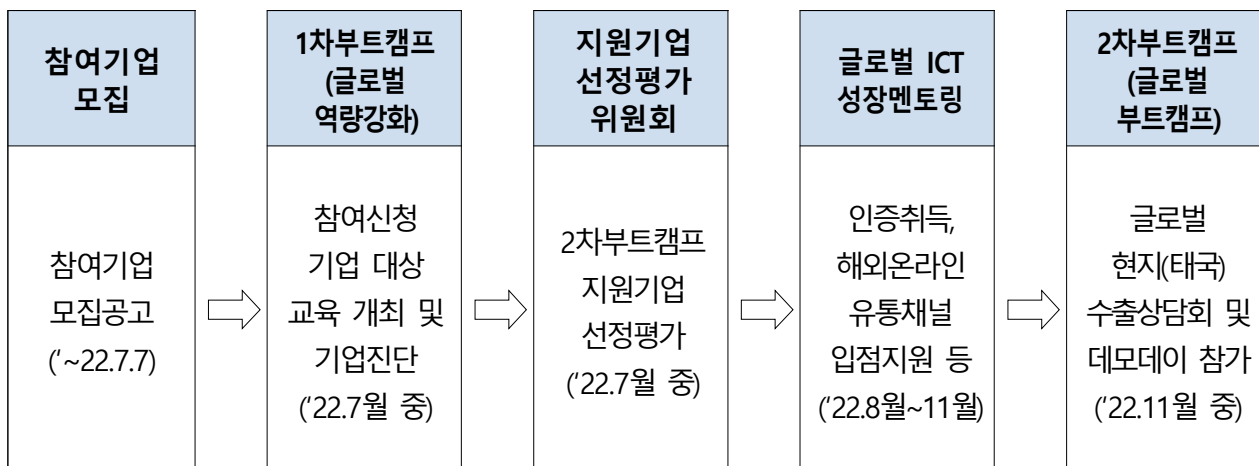 참여기업
모집
참여기업
모집공고
('~22.7.7)
1차부트캠프
(글로벌
역량강화)
참여신청
기업 대상
교육 개최 및
기업진단
('22.7월 중)
지원기업
선정평가
위원회
2차부트캠프
지원기업
선정평가
('22.7월 중)
글로벌 ICT
성장멘토링
인증취득,
해외온라인
유통채널
입점지원 등
('22.8월~11월)
2차부트캠프
(글로벌
부트캠프)
글로벌
현지(태국)
수출상담회 및
데모데이 참가
('22.11월 중)